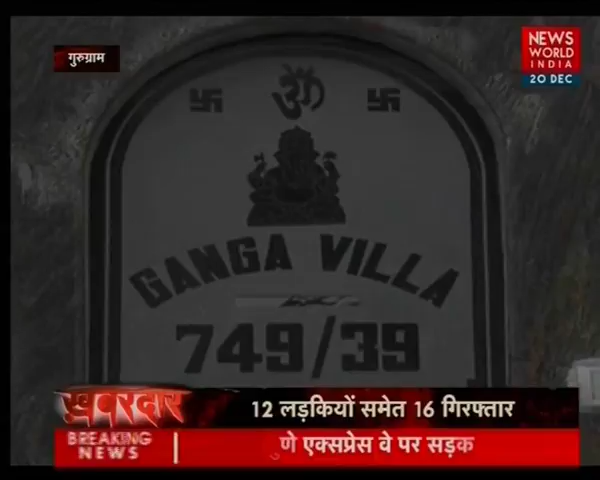 गुरुग्राम
NEWS
WORLD
INDIA
20 DEC
ॐ
GANGA VILLA
749/39
ख़बरदार
12 लड़कियों समेत 16 गिरफ्तार
BREAKING
NEWS
एक्सप्रेस वे पर सड़क